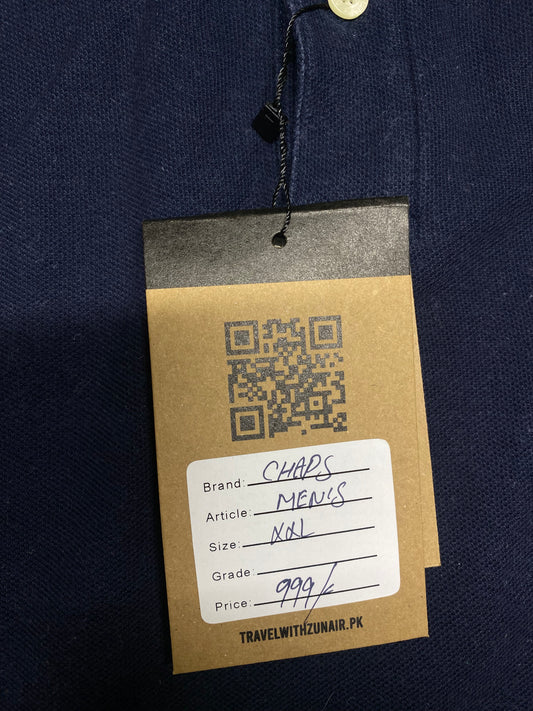 Brand: CHAPS
Article: MEN'S
Size: XXL
Grade:
Price: 999/-
TRAVELWITHZUNAIR.PK